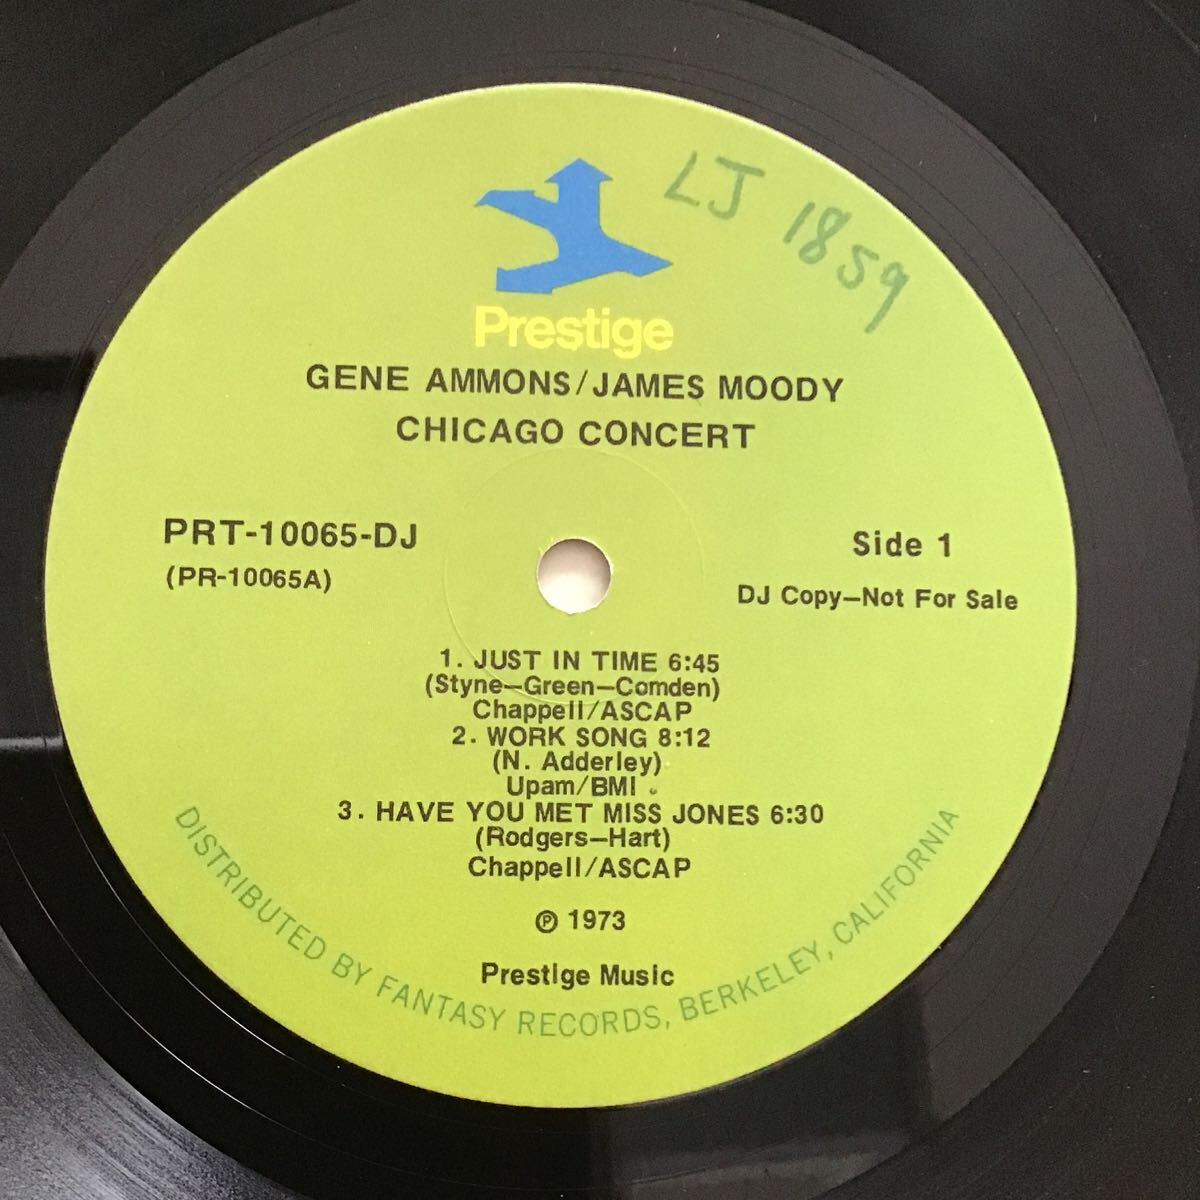 LJ 1859
Prestige
GENE AMMONS/JAMES MOODY
CHICAGO CONCERT
PRT-10065-DJ
(PR-10065A)
Side 1
DJ Copy—Not For Sale
1. JUST IN TIME 6:45
(Styne—Green—Comden)
Chappell/ASCAP
2. WORK SONG 8:12
(N. Adderley)
Upam/BMI
3. HAVE YOU MET MISS JONES 6:30
(Rodgers—Hart)
Chappell/ASCAP
℗ 1973
Prestige Music
DISTRIBUTED BY FANTASY RECORDS, BERKELEY, CALIFORNIA